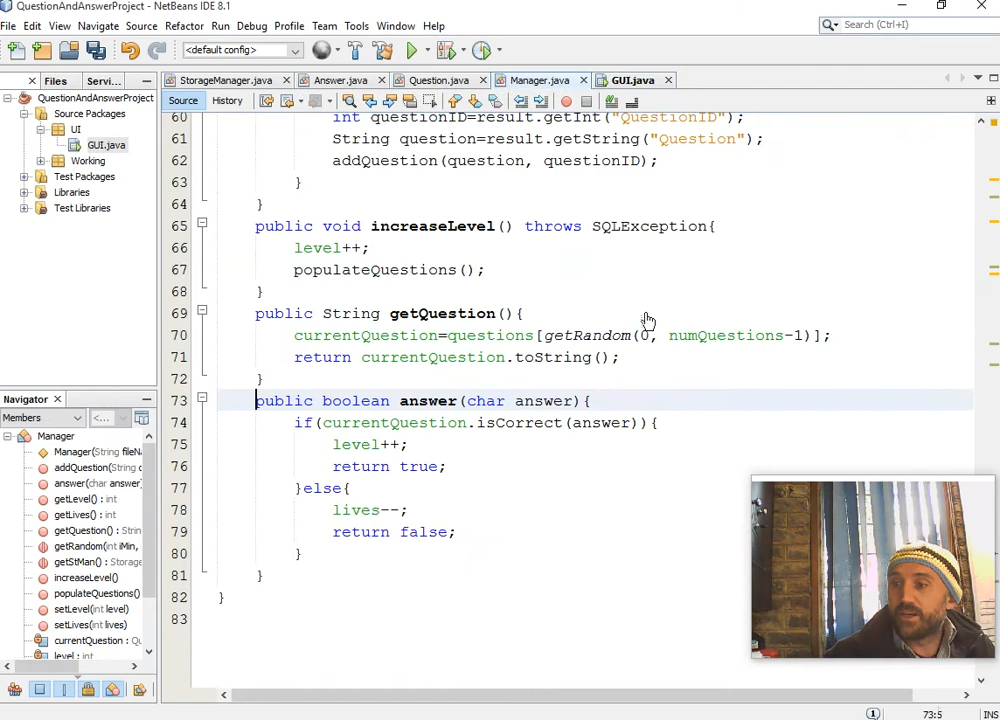 QuestionAndAnswerProject - NetBeans IDE 8.1
File Edit View Navigate Source Refactor Run Debug Profile Team Tools Window Help
Search (Ctrl+I)
<default config>
Files Servi...
StorageManager.java Answer.java Question.java Manager.java GUI.java
QuestionAndAnswerProject
Source Packages
UI
GUI.java
Working
Test Packages
Libraries
Test Libraries
Source History
60 int questionID=result.getInt("QuestionID");
61 String question=result.getString("Question");
62 addQuestion(question, questionID);
63 }
64 }
65 public void increaseLevel() throws SQLException{
66 level++;
67 populateQuestions();
68 }
69 public String getQuestion(){
70 currentQuestion=questions[getRandom(0, numQuestions-1)];
71 return currentQuestion.toString();
72 }
73 public boolean answer(char answer){
74 if(currentQuestion.isCorrect(answer)){
75 level++;
76 return true;
77 }else{
78 lives--;
79 return false;
80 }
81 }
82 }
83
Navigator
Members <...
Manager
Manager(String fileN
addQuestion(String q
answer(char answer)
getLevel() : int
getLives() : int
getQuestion() : Strin
getRandom(int iMin,
getStMan() : Storage
increaseLevel()
populateQuestions()
setLevel(int level)
setLives(int lives)
currentQuestion : Qu
level : int
1 73:5 INS